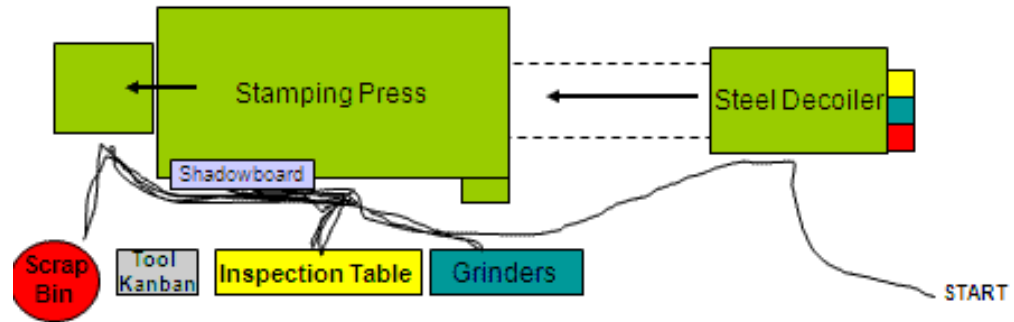 Stamping Press
Steel Decoiler
Shadowboard
Scrap
Bin
Tool
Kanban
Inspection Table
Grinders
START